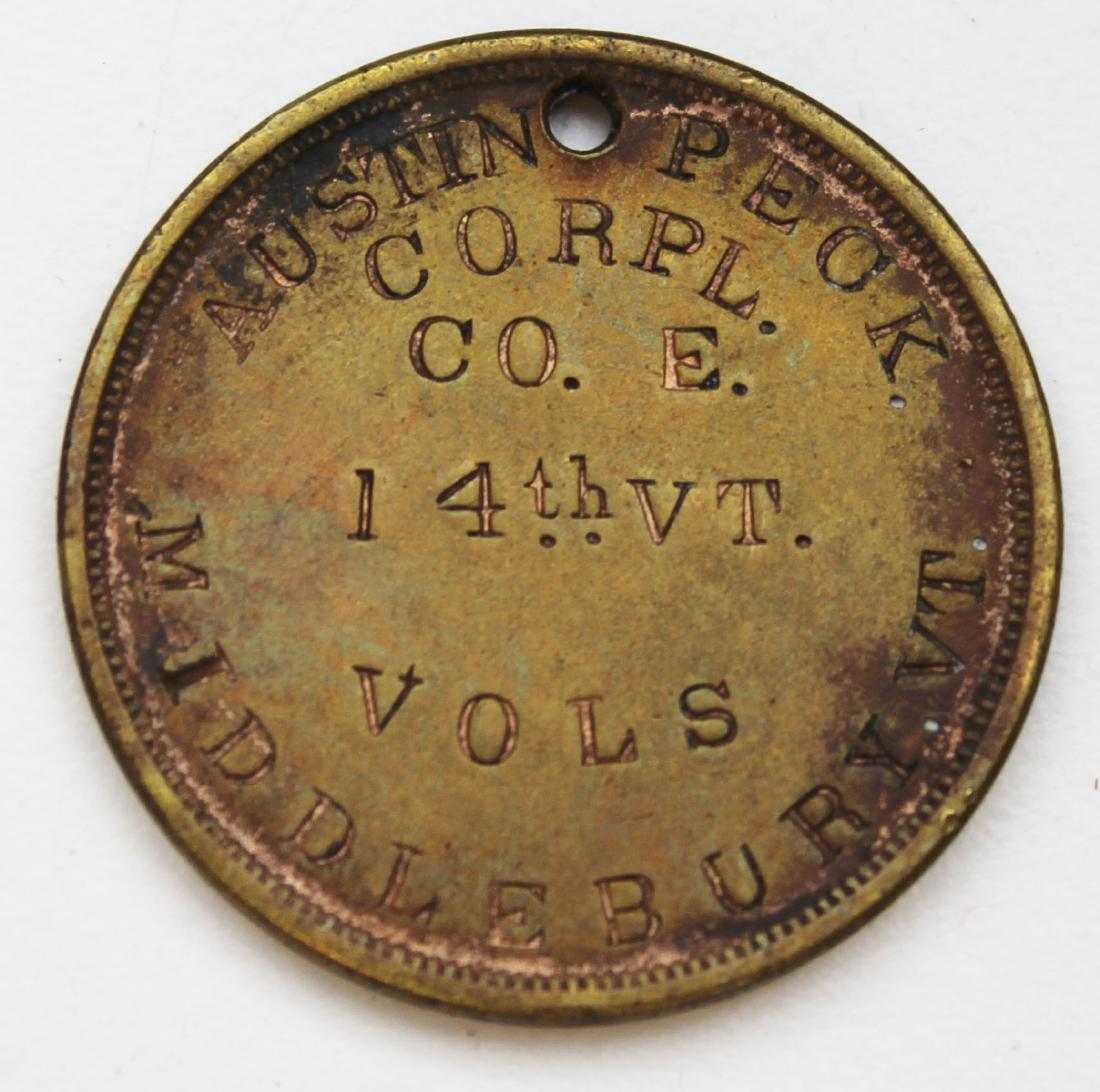 AUSTIN PECK.
CORPL.
CO. E.
14th VT.
VOLS
MIDDLEBURY. VT.